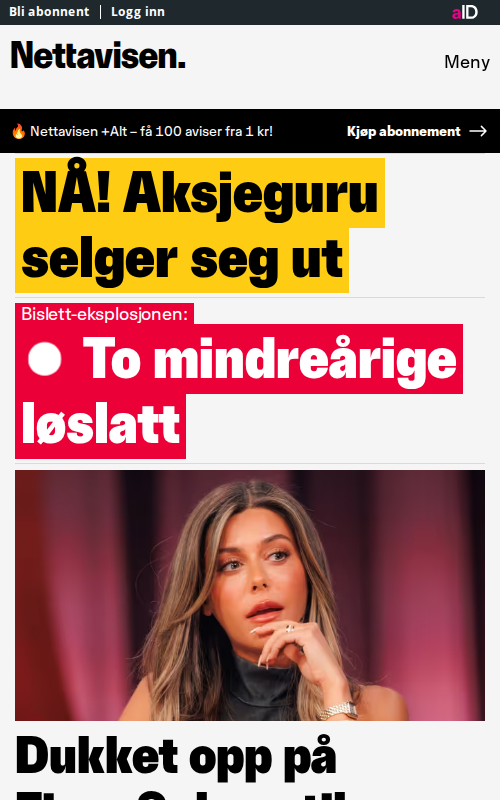 Bli abonnent | Logg inn
aID
Nettavisen.
Meny
🔥 Nettavisen +Alt – få 100 aviser fra 1 kr!
Kjøp abonnement →
NÅ! Aksjeguru
selger seg ut
Bislett-eksplosjonen:
To mindreårige
løslatt
Dukket opp på